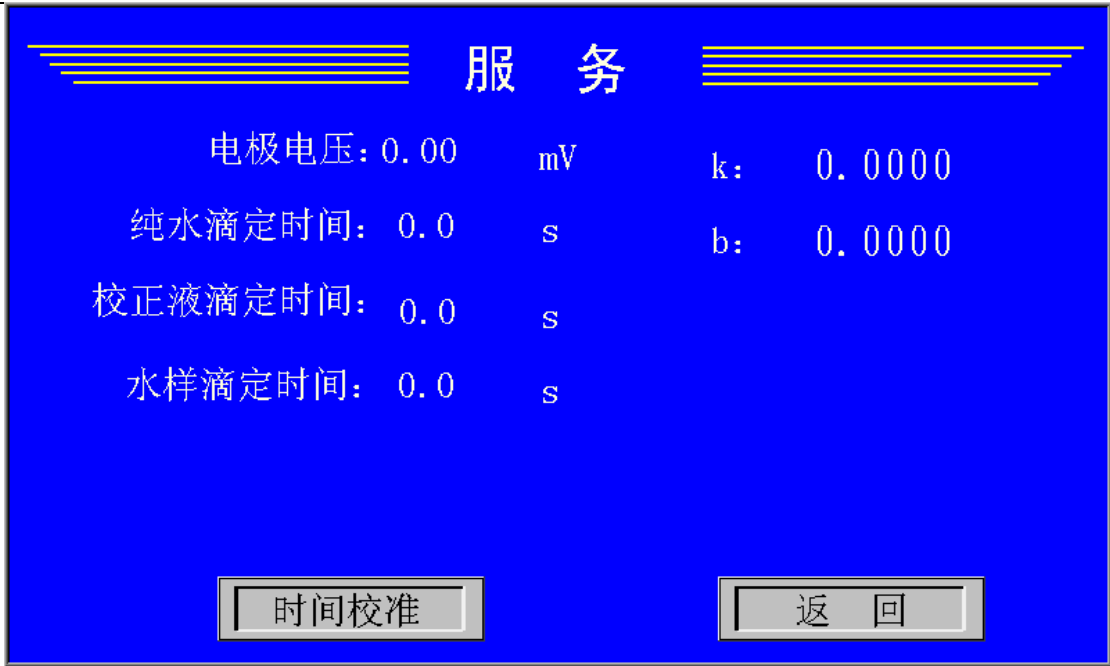 服 务
电极电压：0.00 mV
k： 0.0000
纯水滴定时间： 0.0 s
b： 0.0000
校正液滴定时间： 0.0 s
水样滴定时间： 0.0 s
时间校准
返 回